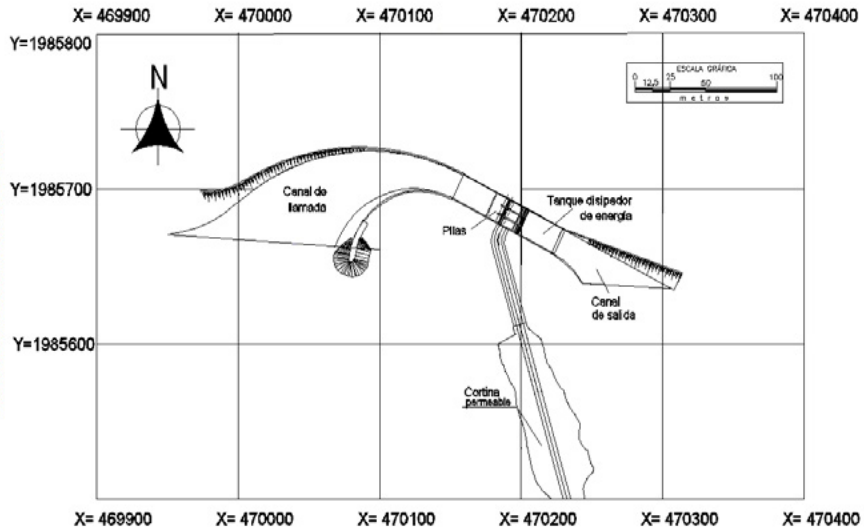 X= 469900 X= 470000 X= 470100 X= 470200 X= 470300 X= 470400
Y=1985800
N
ESCALA GRÁFICA
0 12.5 25 50 100
metros
Y=1985700
Canal de
llamada
Pilas
Tanque disipador
de energía
Canal
de salida
Y=1985600
Cortina
permeable
X= 469900 X= 470000 X= 470100 X= 470200 X= 470300 X= 470400